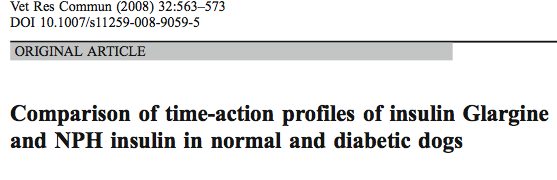 Vet Res Commun (2008) 32:563–573
DOI 10.1007/s11259-008-9059-5
ORIGINAL ARTICLE
Comparison of time-action profiles of insulin Glargine
and NPH insulin in normal and diabetic dogs